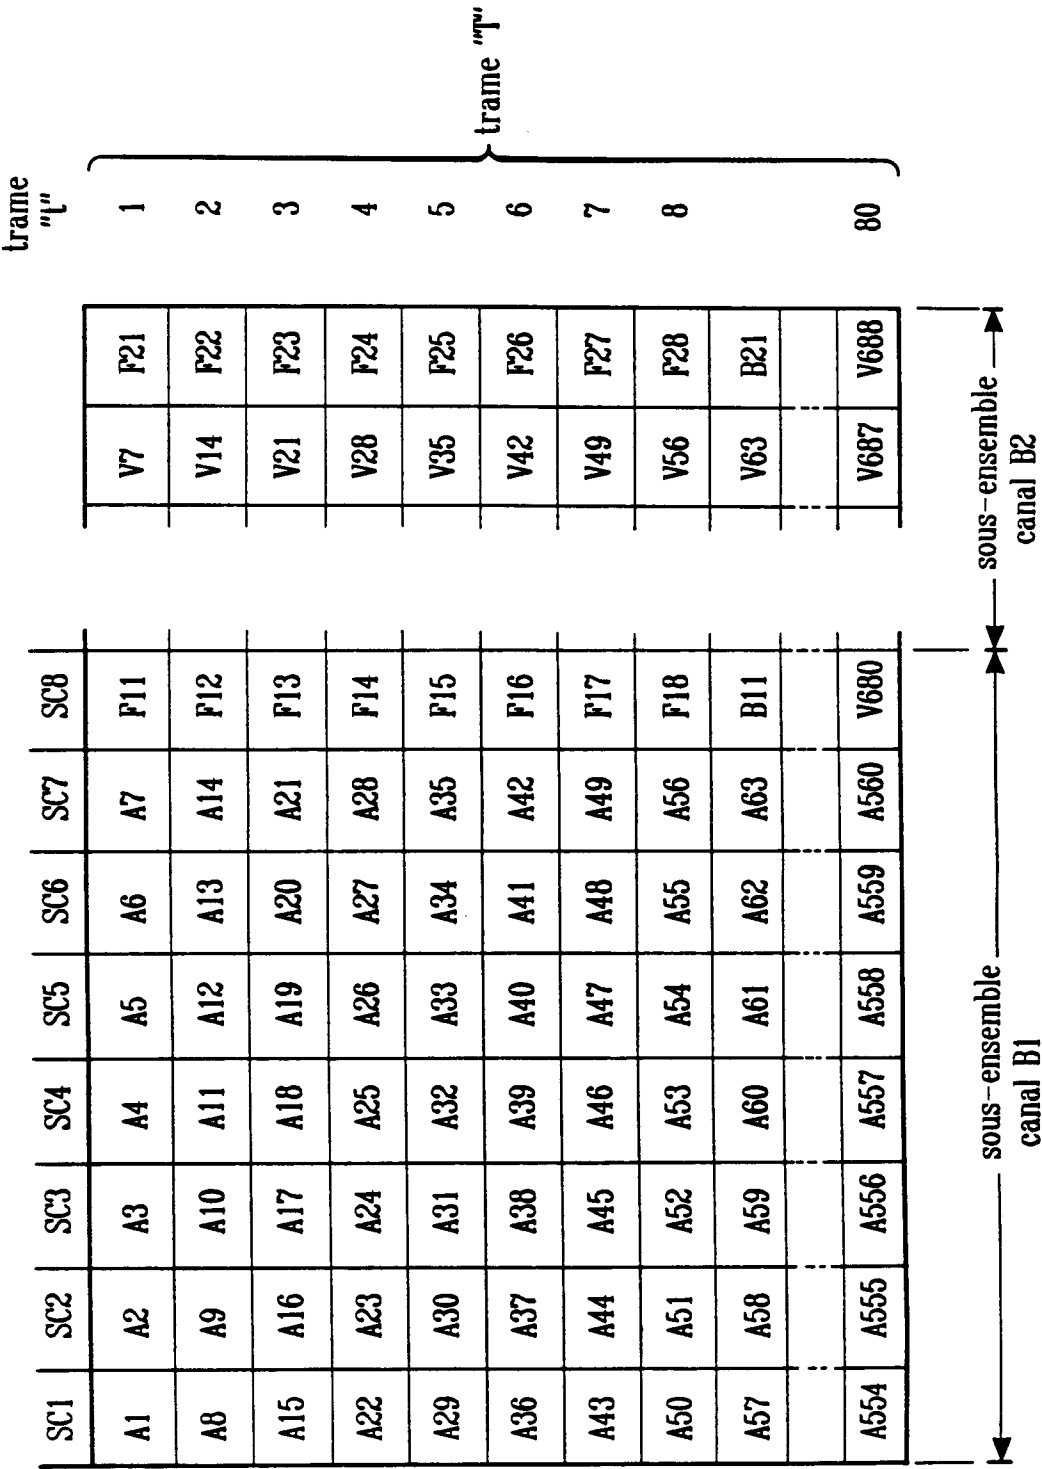 SC1 SC2 SC3 SC4 SC5 SC6 SC7 SC8 trame "t"
A1 A2 A3 A4 A5 A6 A7 F11 V7 F21 1
A8 A9 A10 A11 A12 A13 A14 F12 V14 F22 2
A15 A16 A17 A18 A19 A20 A21 F13 V21 F23 3
A22 A23 A24 A25 A26 A27 A28 F14 V28 F24 4
A29 A30 A31 A32 A33 A34 A35 F15 V35 F25 5
A36 A37 A38 A39 A40 A41 A42 F16 V42 F26 6
A43 A44 A45 A46 A47 A48 A49 F17 V49 F27 7
A50 A51 A52 A53 A54 A55 A56 F18 V56 F28 8
A57 A58 A59 A60 A61 A62 A63 B11 V63 B21
A554 A555 A556 A557 A558 A559 A560 V680 V687 V688 80
trame "T"
sous-ensemble
canal B1
sous-ensemble
canal B2